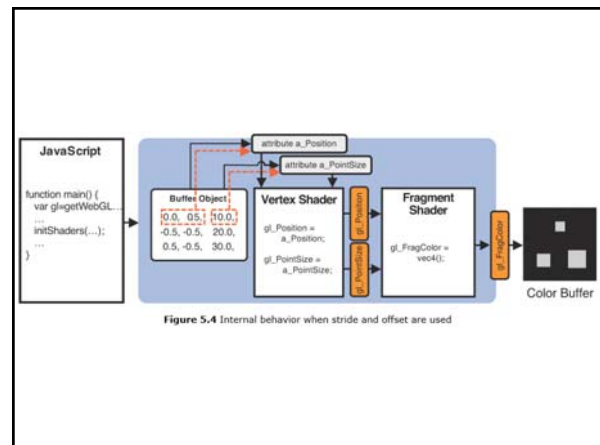 attribute a_Position
attribute a_PointSize
JavaScript
function main() {
var gl=getWebGL…
…
initShaders(…);
…
}
Buffer Object
0.0, 0.5, 10.0,
-0.5, -0.5, 20.0,
0.5, -0.5, 30.0,
Vertex Shader
gl_Position =
a_Position;
gl_PointSize =
a_PointSize;
gl_Position
gl_PointSize
Fragment
Shader
gl_FragColor =
vec4();
gl_FragColor
Color Buffer
Figure 5.4 Internal behavior when stride and offset are used